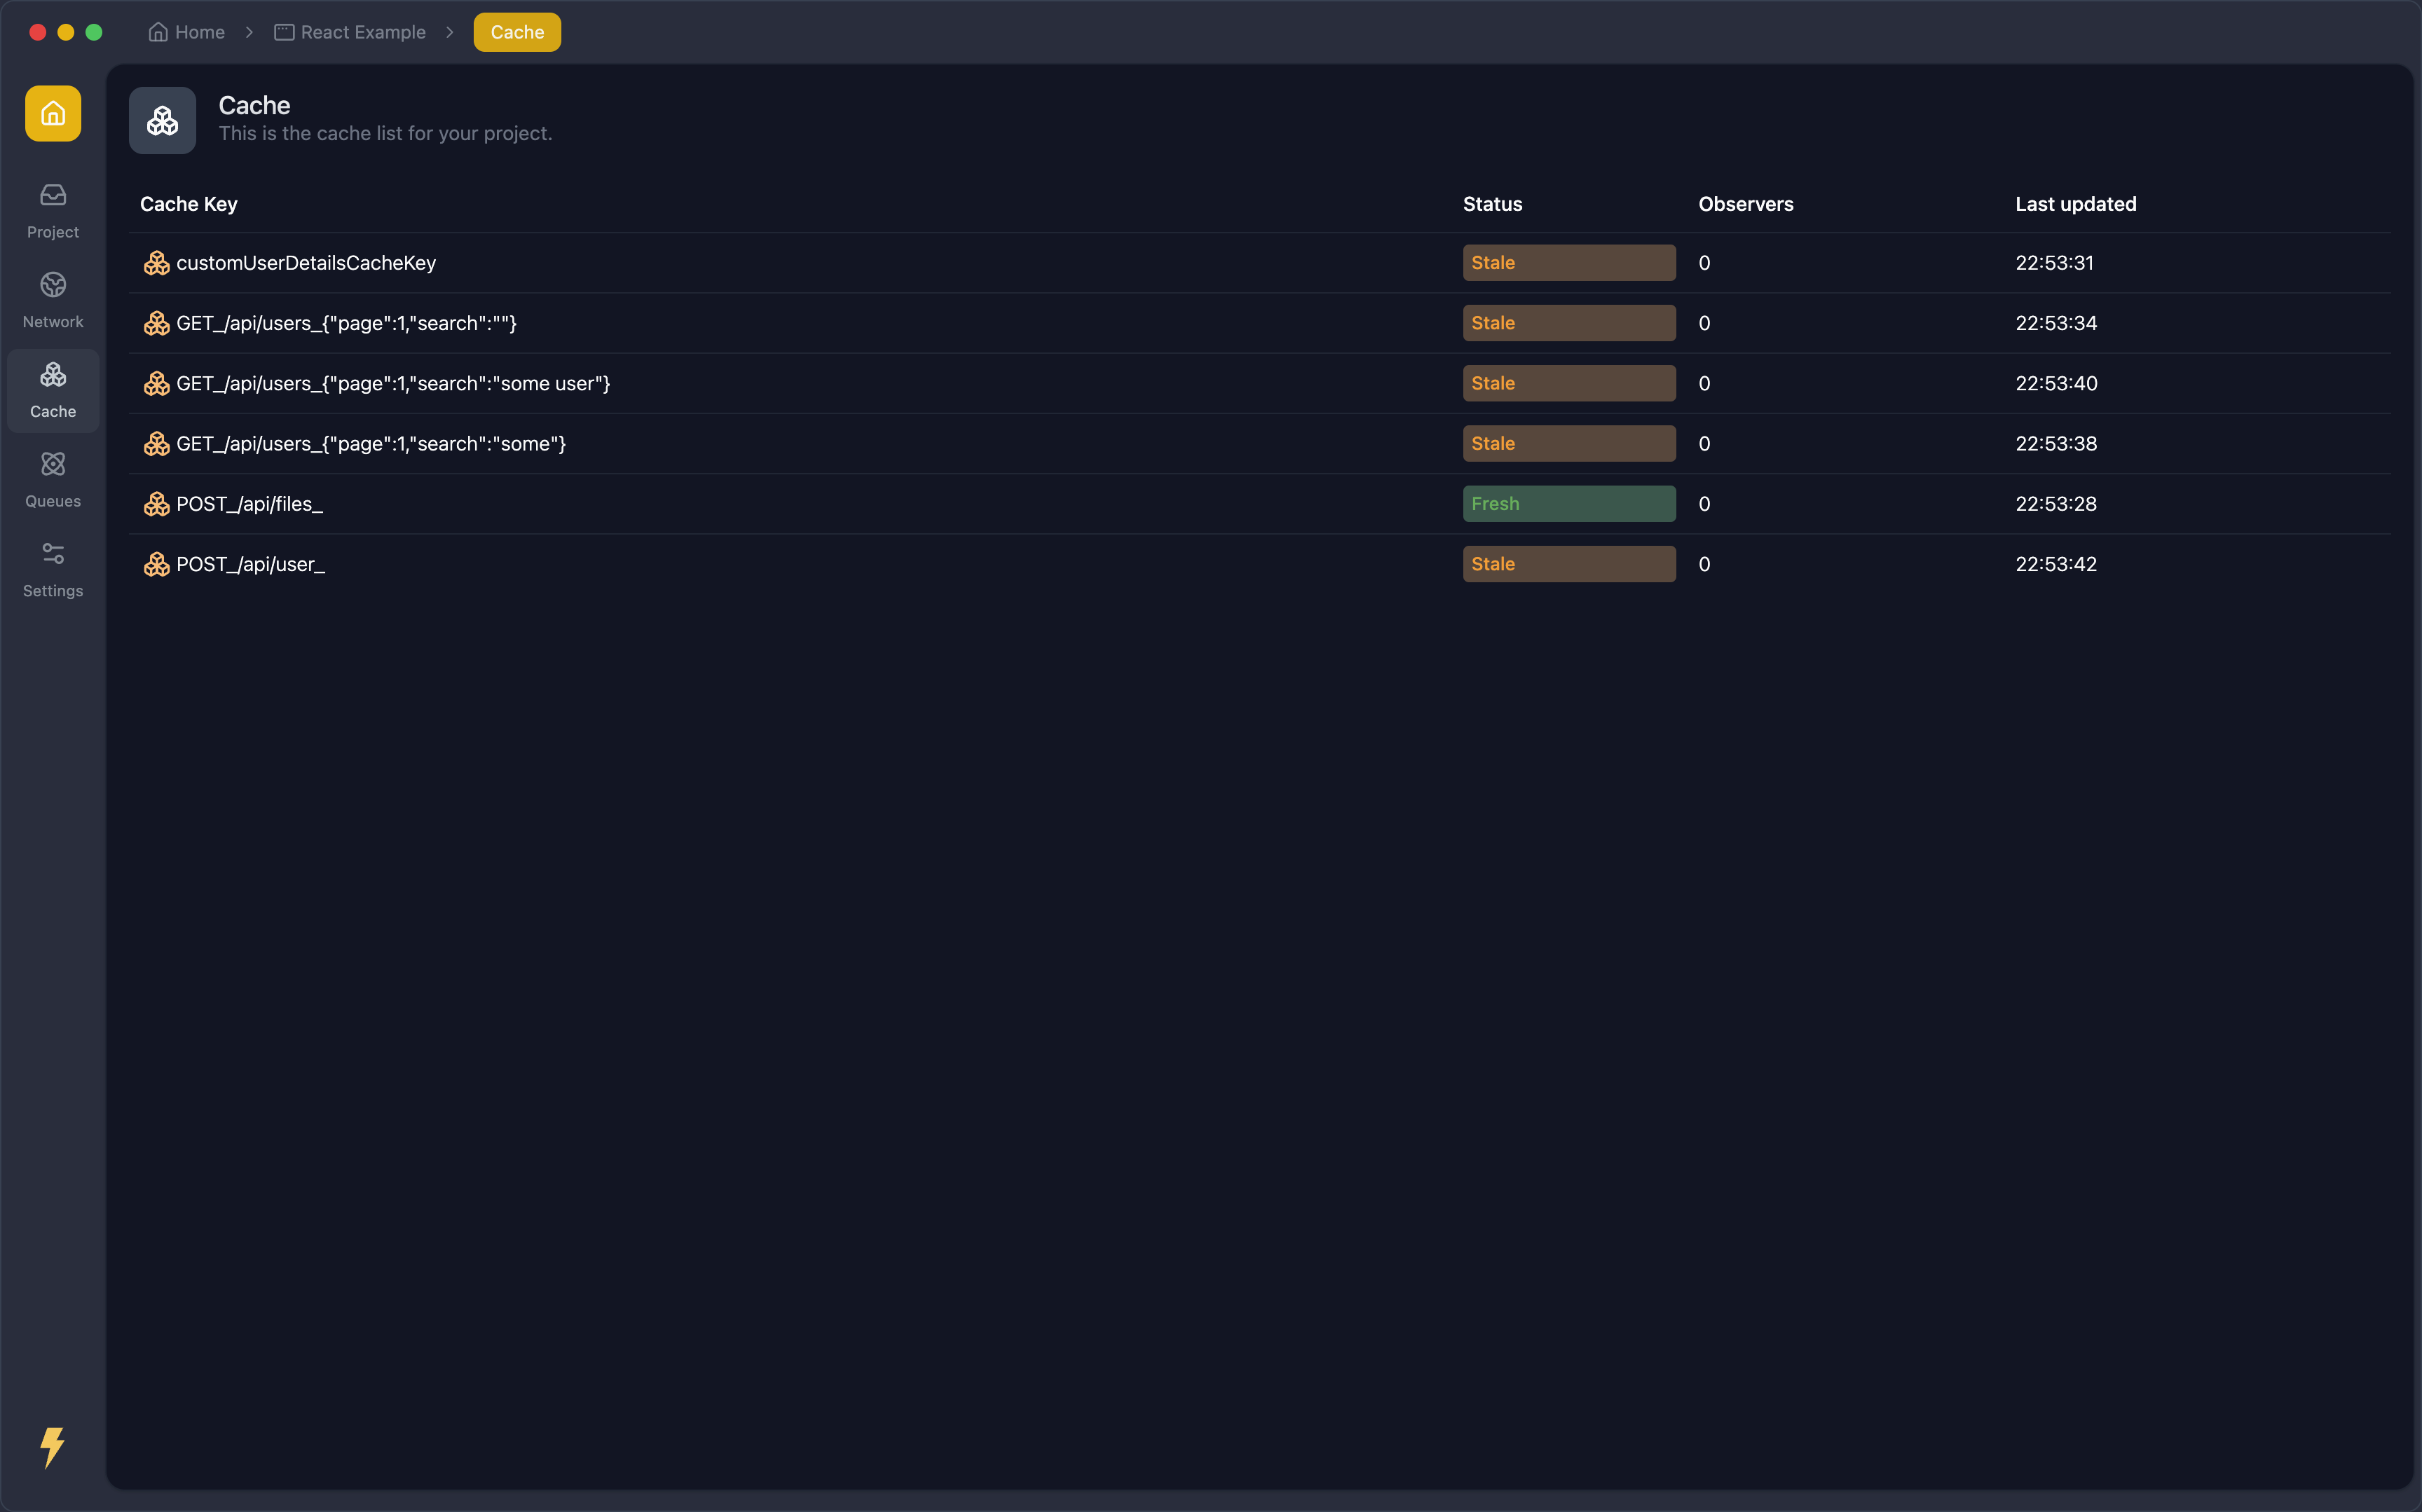 Home > React Example > Cache
Cache
This is the cache list for your project.
Project
Network
Cache
Queues
Settings
Cache Key Status Observers Last updated
customUserDetailsCacheKey Stale 0 22:53:31
GET_/api/users_{"page":1,"search":""} Stale 0 22:53:34
GET_/api/users_{"page":1,"search":"some user"} Stale 0 22:53:40
GET_/api/users_{"page":1,"search":"some"} Stale 0 22:53:38
POST_/api/files_ Fresh 0 22:53:28
POST_/api/user_ Stale 0 22:53:42